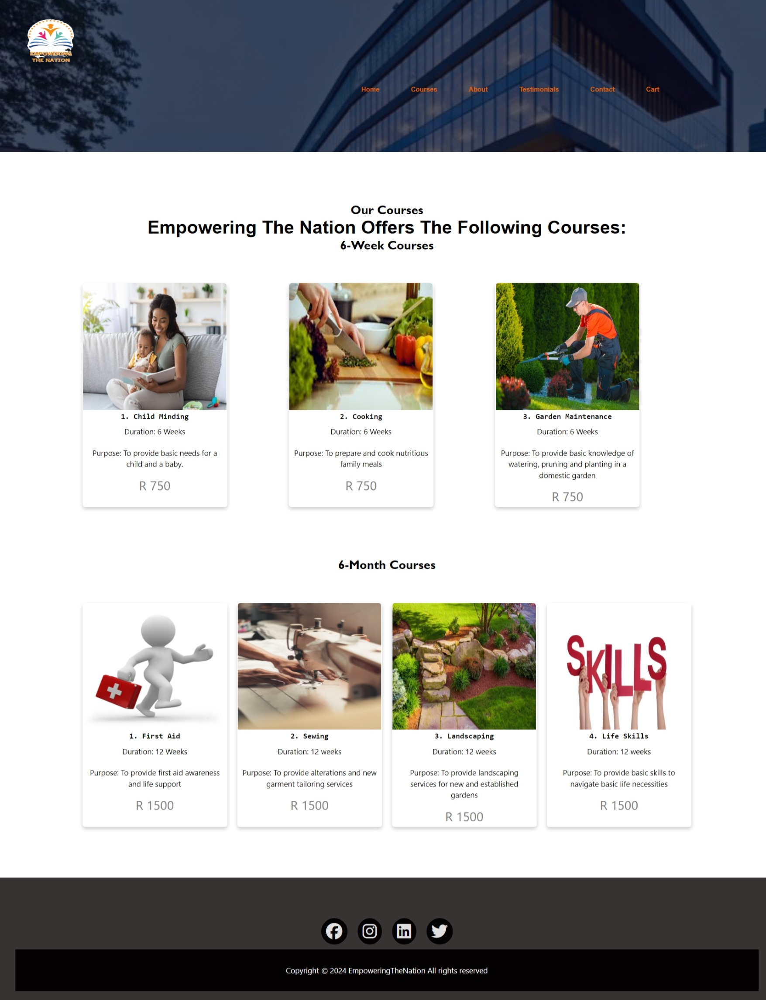 EMPOWERING
THE NATION
Home Courses About Testimonials Contact Cart
Our Courses
Empowering The Nation Offers The Following Courses:
6-Week Courses
1. Child Minding
Duration: 6 Weeks
Purpose: To provide basic needs for a
child and a baby.
R 750
2. Cooking
Duration: 6 Weeks
Purpose: To prepare and cook nutritious
family meals
R 750
3. Garden Maintenance
Duration: 6 Weeks
Purpose: To provide basic knowledge of
watering, pruning and planting in a
domestic garden
R 750
6-Month Courses
1. First Aid
Duration: 12 Weeks
Purpose: To provide first aid awareness
and life support
R 1500
2. Sewing
Duration: 12 weeks
Purpose: To provide alterations and new
garment tailoring services
R 1500
3. Landscaping
Duration: 12 weeks
Purpose: To provide landscaping
services for new and established
gardens
R 1500
SKILLS
4. Life Skills
Duration: 12 weeks
Purpose: To provide basic skills to
navigate basic life necessities
R 1500
Copyright © 2024 EmpoweringTheNation All rights reserved